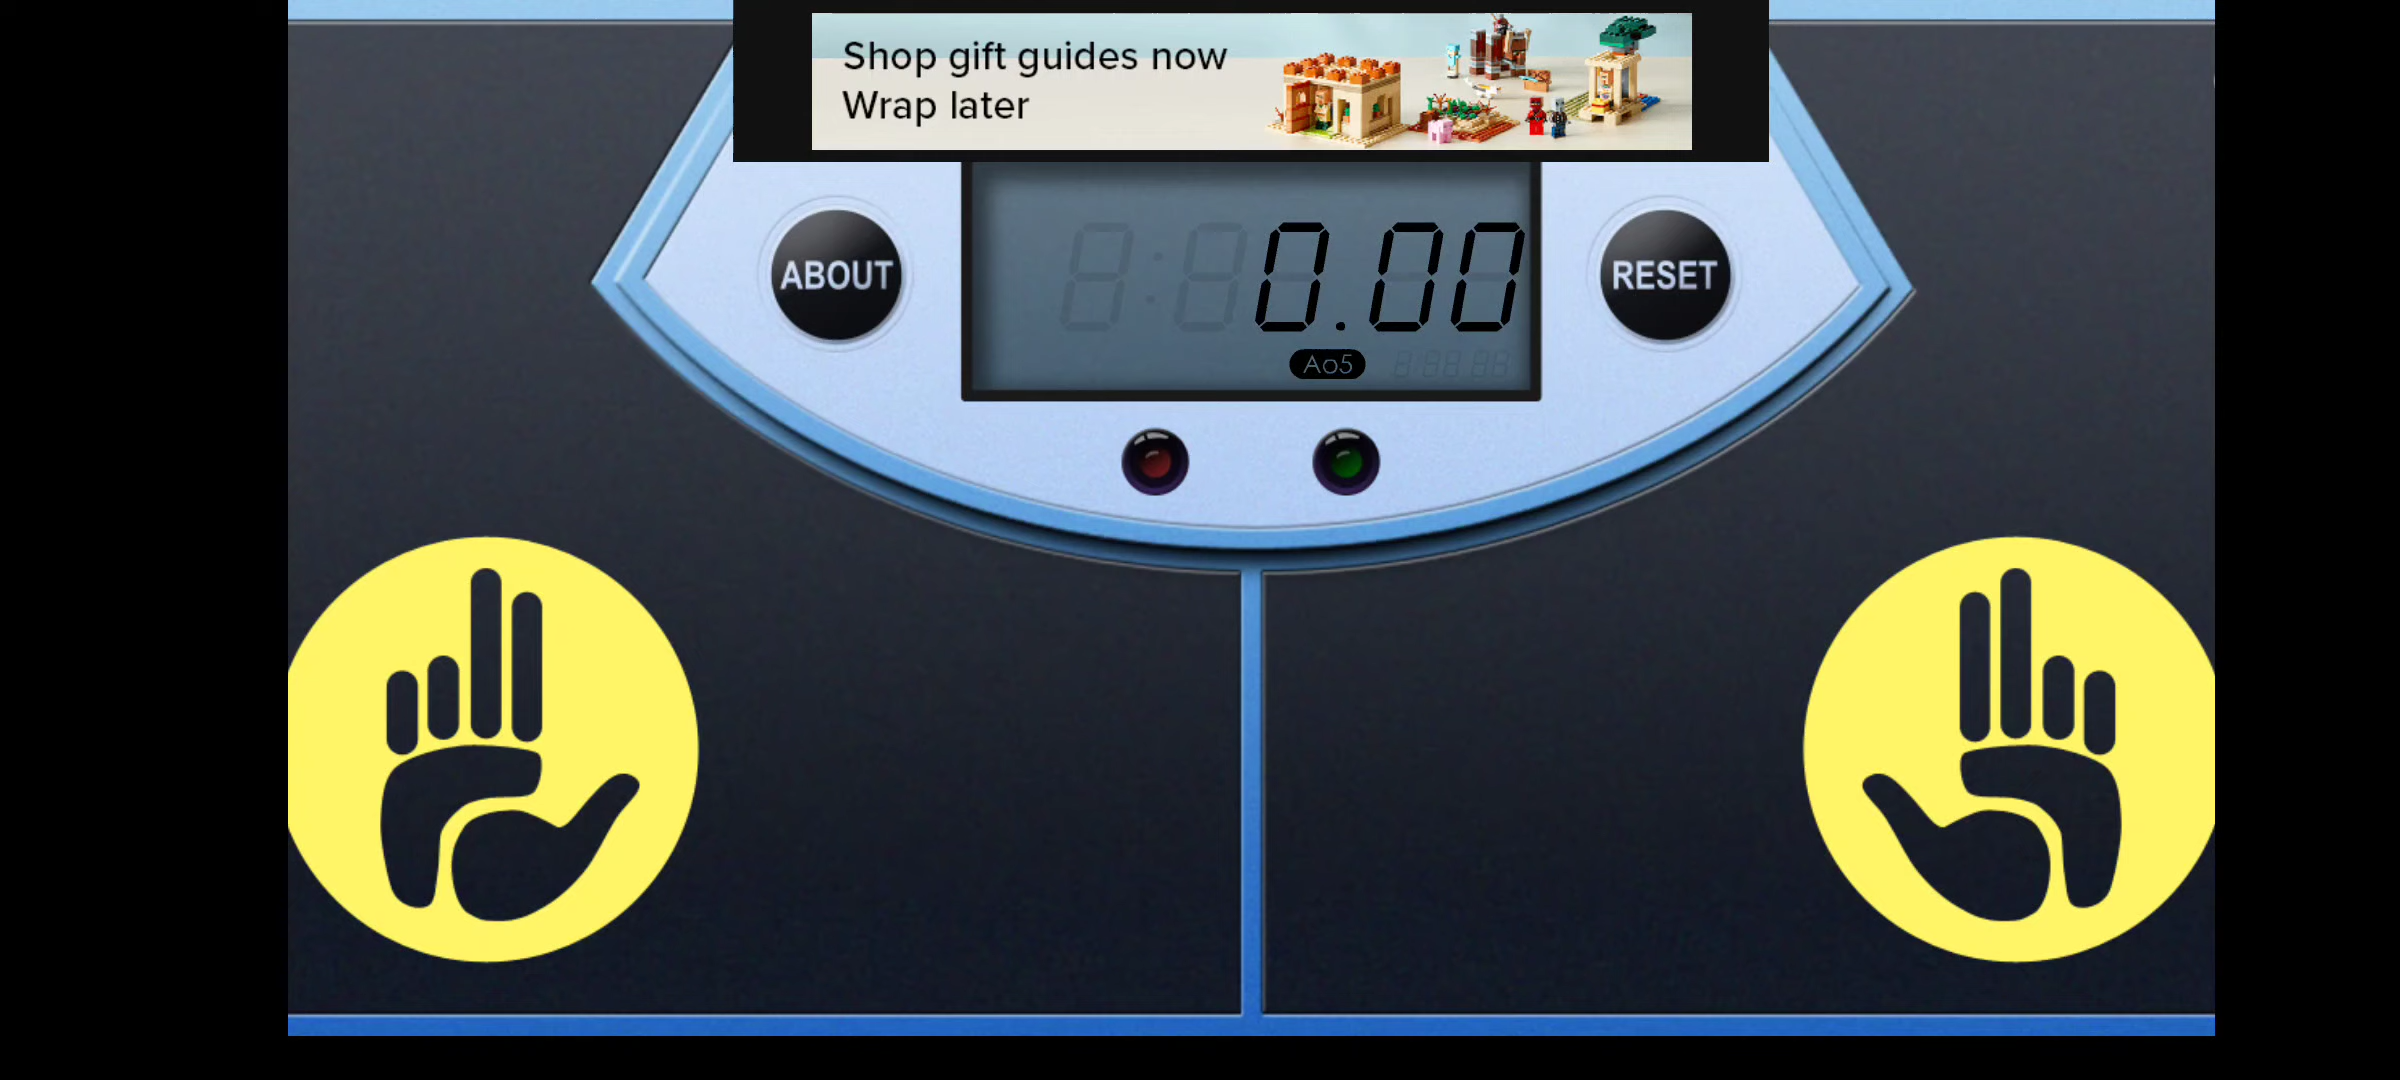 Shop gift guides now
Wrap later
ABOUT
0.00
RESET
Ao5